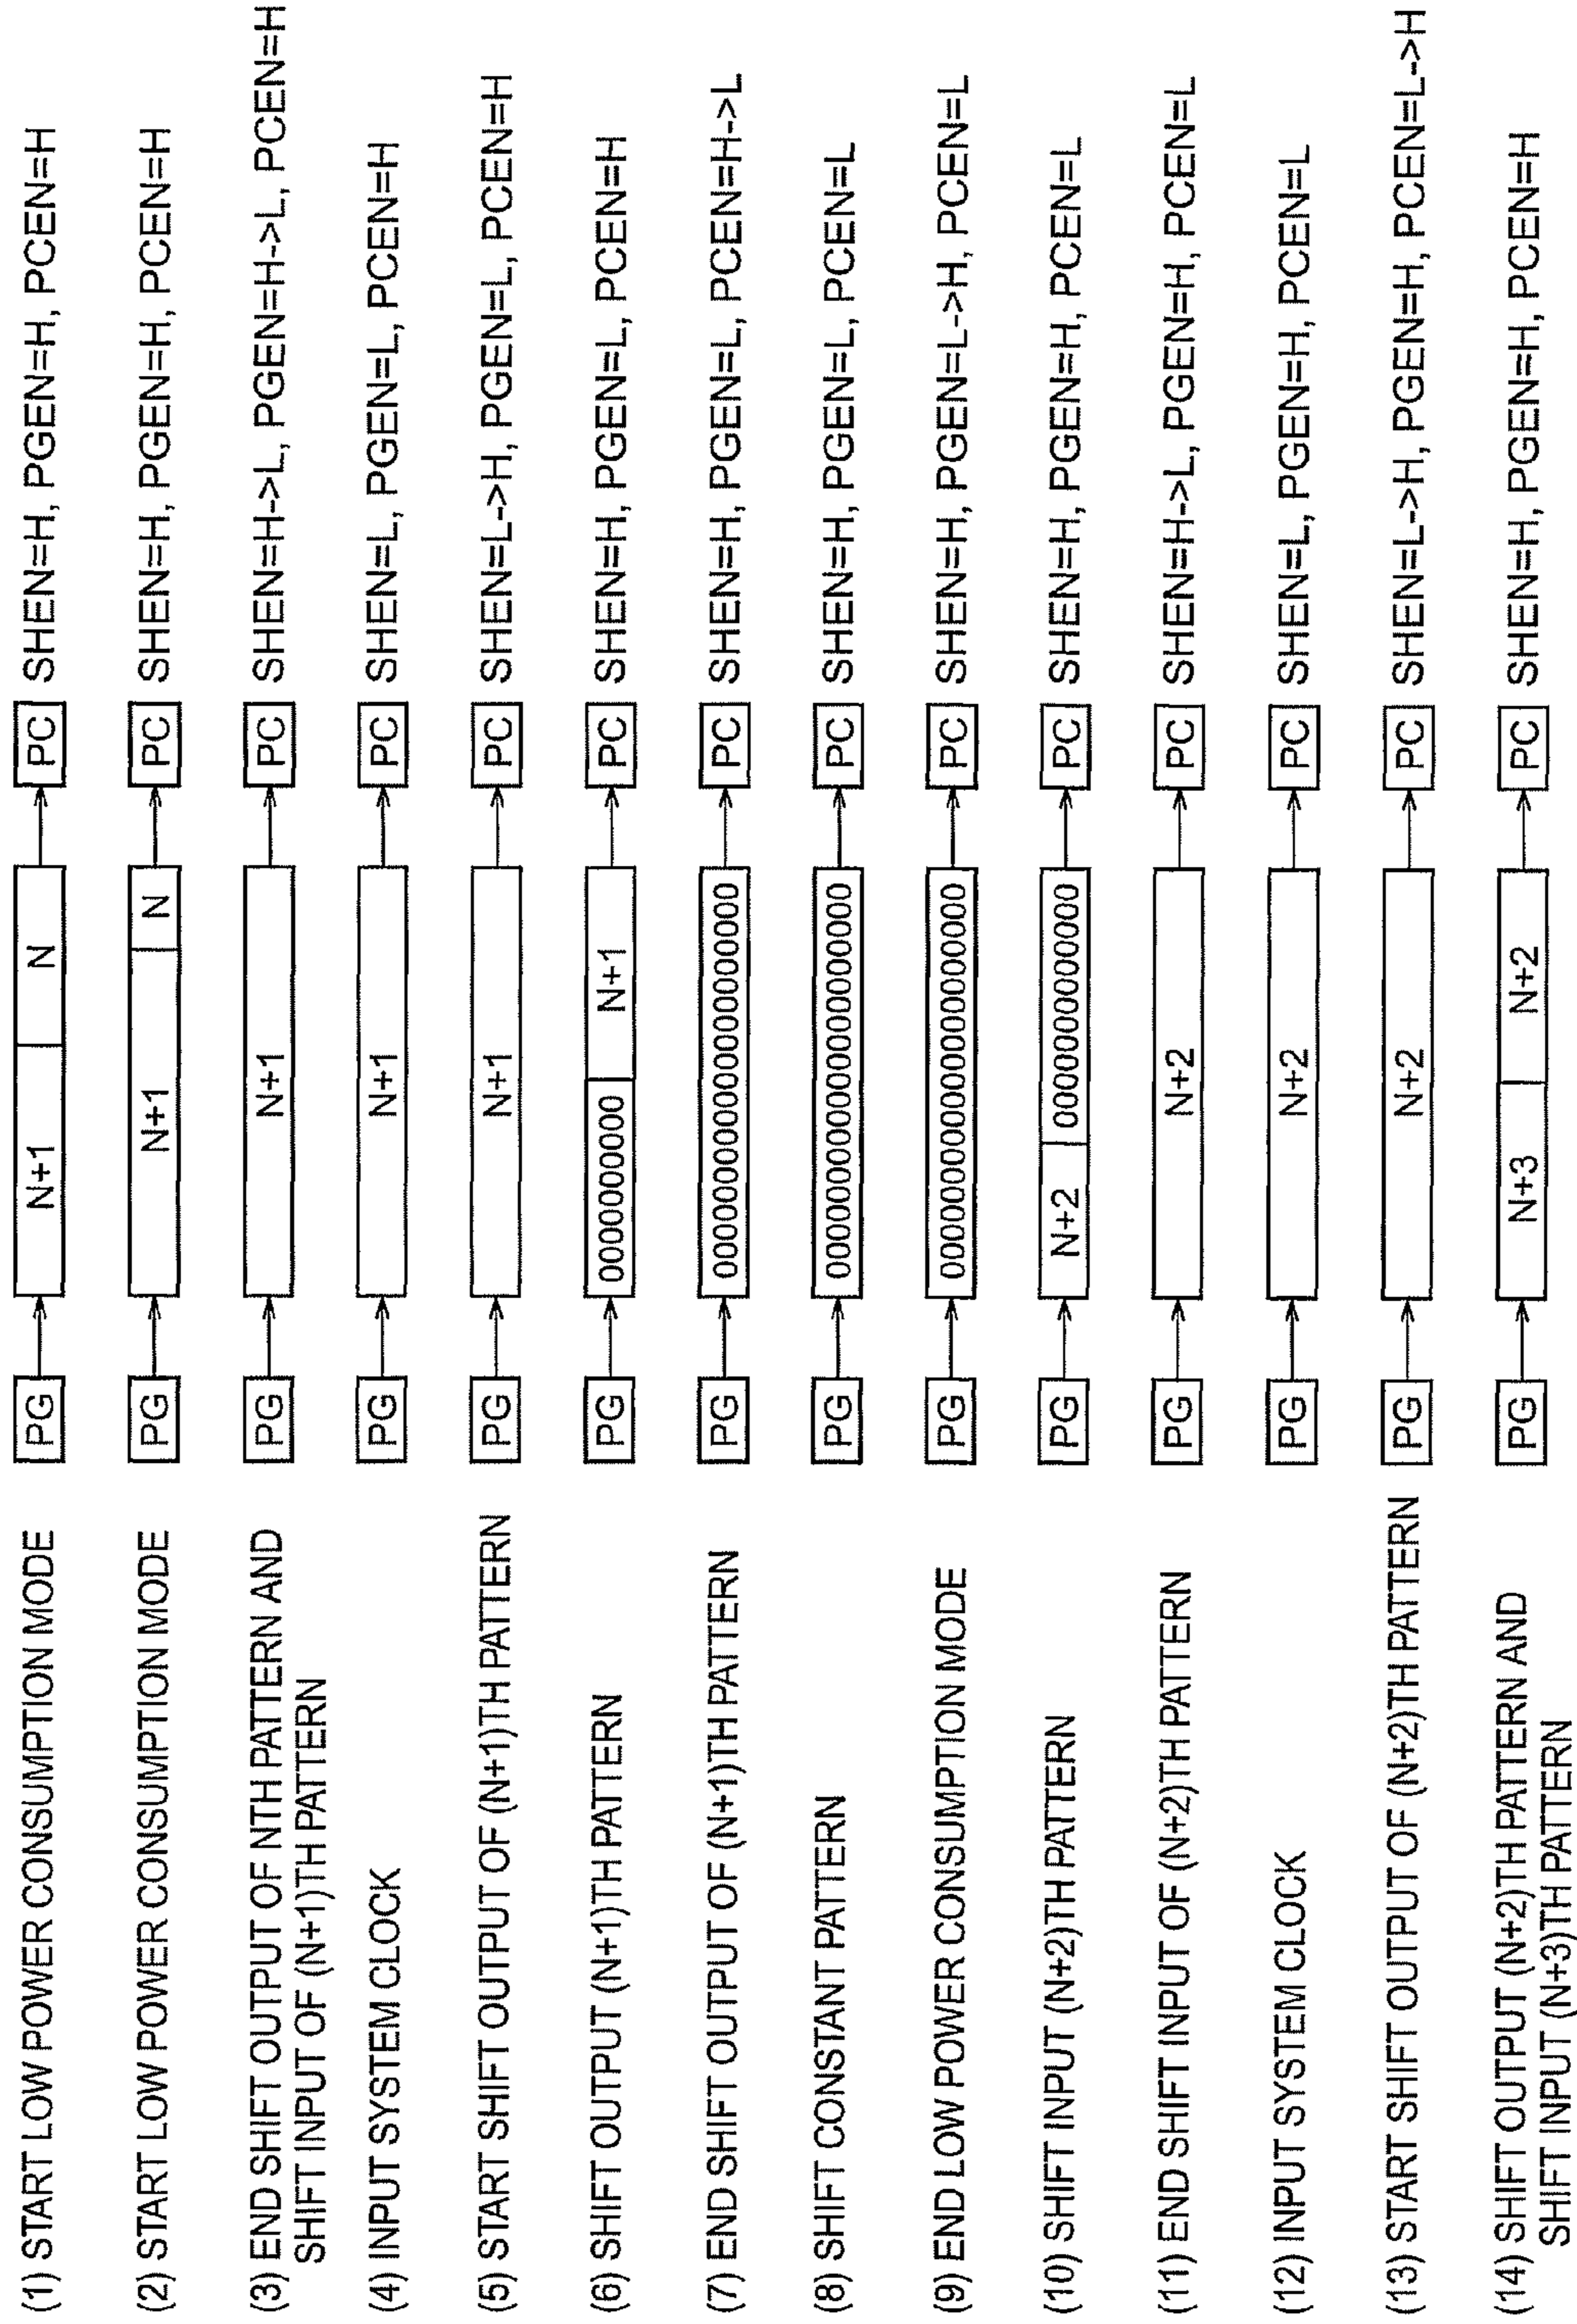 (1) START LOW POWER CONSUMPTION MODE PG N+1 N PC SHEN=H, PGEN=H, PCEN=H
(2) START LOW POWER CONSUMPTION MODE PG N+1 N PC SHEN=H, PGEN=H, PCEN=H
(3) END SHIFT OUTPUT OF NTH PATTERN AND PG N+1 PC SHEN=H->L, PGEN=H->L, PCEN=H
SHIFT INPUT OF (N+1)TH PATTERN
(4) INPUT SYSTEM CLOCK PG N+1 PC SHEN=L, PGEN=L, PCEN=H
(5) START SHIFT OUTPUT OF (N+1)TH PATTERN PG N+1 PC SHEN=L->H, PGEN=L, PCEN=H
(6) SHIFT OUTPUT (N+1)TH PATTERN PG 000000000 N+1 PC SHEN=H, PGEN=L, PCEN=H
(7) END SHIFT OUTPUT OF (N+1)TH PATTERN PG 0000000000000000000 PC SHEN=H, PGEN=L, PCEN=H->L
(8) SHIFT CONSTANT PATTERN PG 0000000000000000000 PC SHEN=H, PGEN=L, PCEN=L
(9) END LOW POWER CONSUMPTION MODE PG 0000000000000000000 PC SHEN=H, PGEN=L->H, PCEN=L
(10) SHIFT INPUT (N+2)TH PATTERN PG N+2 000000000000 PC SHEN=H, PGEN=H, PCEN=L
(11) END SHIFT INPUT OF (N+2)TH PATTERN PG N+2 PC SHEN=H->L, PGEN=H, PCEN=L
(12) INPUT SYSTEM CLOCK PG N+2 PC SHEN=L, PGEN=H, PCEN=L
(13) START SHIFT OUTPUT OF (N+2)TH PATTERN PG N+2 PC SHEN=L->H, PGEN=H, PCEN=L->H
(14) SHIFT OUTPUT (N+2)TH PATTERN AND PG N+3 N+2 PC SHEN=H, PGEN=H, PCEN=H
SHIFT INPUT (N+3)TH PATTERN